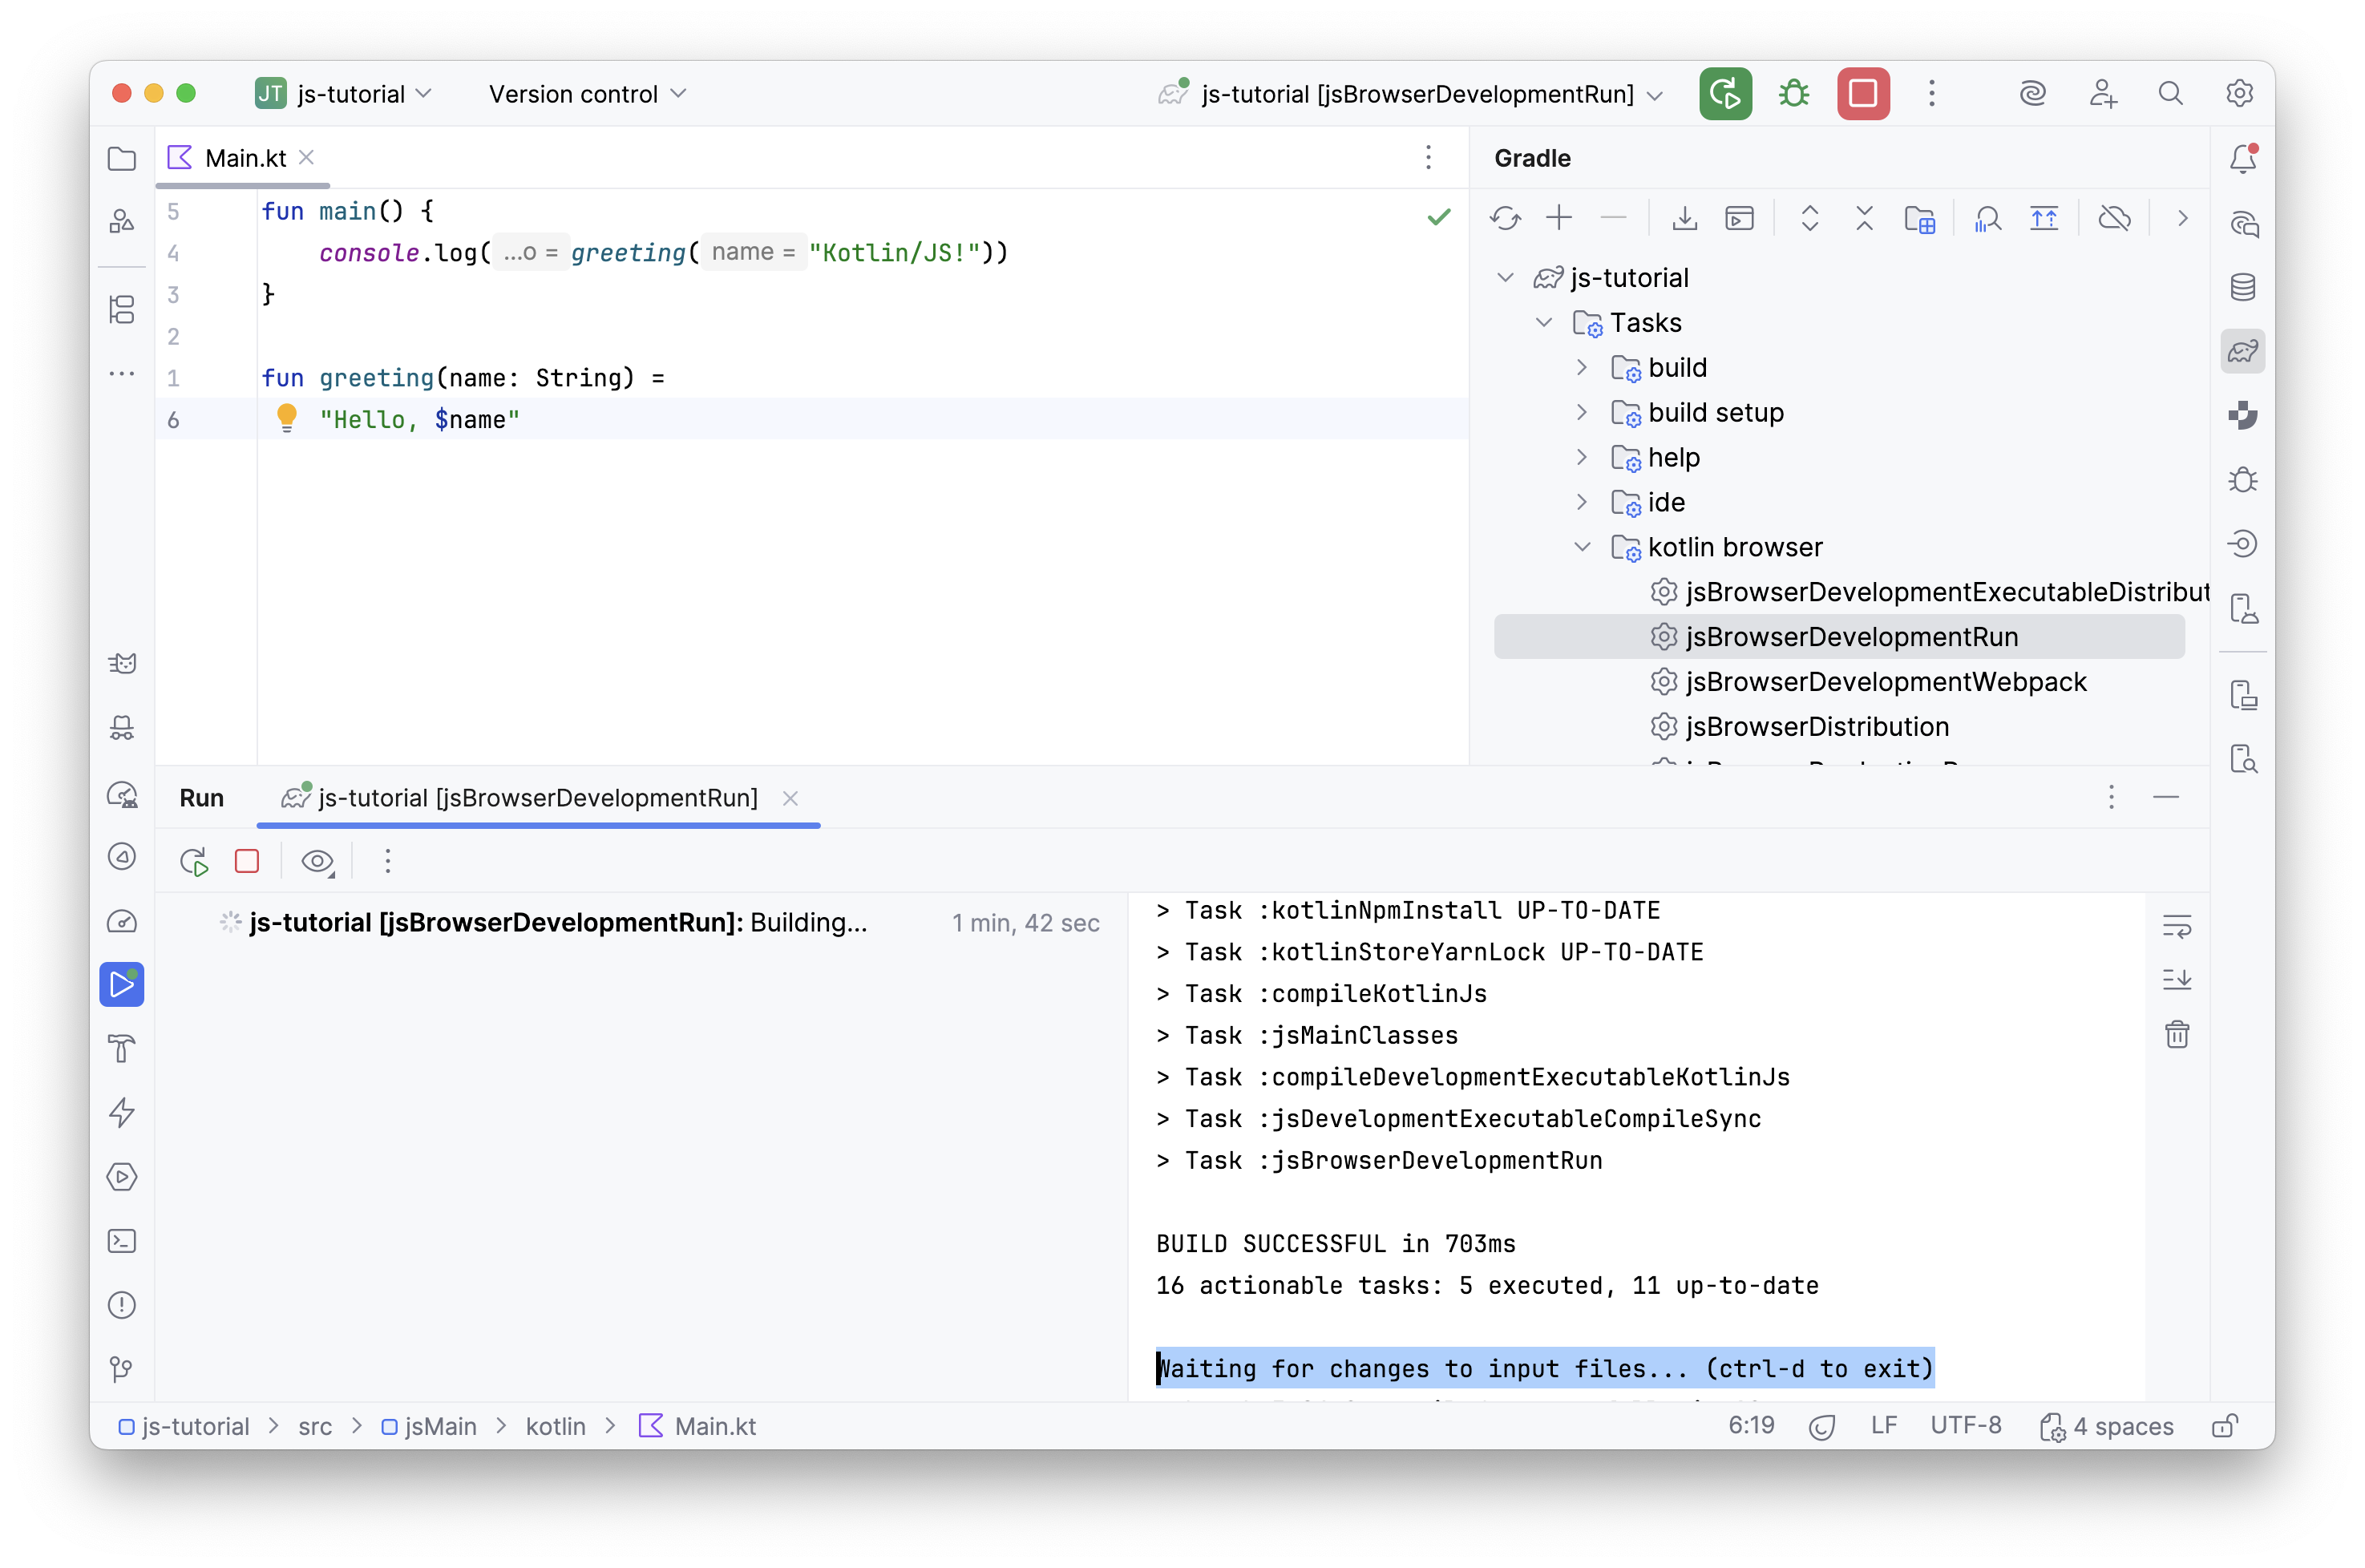 JT js-tutorial
Version control
js-tutorial [jsBrowserDevelopmentRun]
Main.kt
5 fun main() {
4 console.log( ...o = greeting( name = "Kotlin/JS!"))
3 }
2
1 fun greeting(name: String) =
6 "Hello, $name"
Gradle
js-tutorial
Tasks
build
build setup
help
ide
kotlin browser
jsBrowserDevelopmentExecutableDistribut
jsBrowserDevelopmentRun
jsBrowserDevelopmentWebpack
jsBrowserDistribution
Run
js-tutorial [jsBrowserDevelopmentRun]
js-tutorial [jsBrowserDevelopmentRun]: Building... 1 min, 42 sec
> Task :kotlinNpmInstall UP-TO-DATE
> Task :kotlinStoreYarnLock UP-TO-DATE
> Task :compileKotlinJs
> Task :jsMainClasses
> Task :compileDevelopmentExecutableKotlinJs
> Task :jsDevelopmentExecutableCompileSync
> Task :jsBrowserDevelopmentRun
BUILD SUCCESSFUL in 703ms
16 actionable tasks: 5 executed, 11 up-to-date
Waiting for changes to input files... (ctrl-d to exit)
js-tutorial > src > jsMain > kotlin > Main.kt
6:19 LF UTF-8 4 spaces